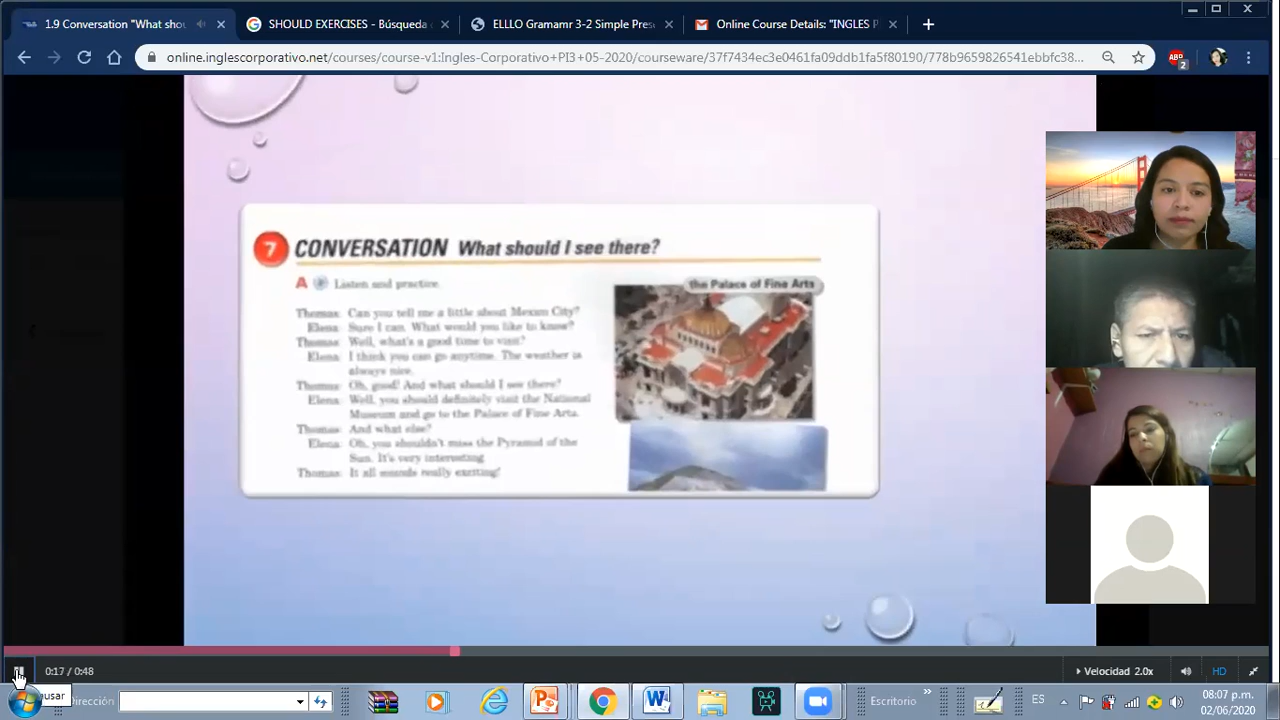 1.9 Conversation "What shou
SHOULD EXERCISES - Búsqueda
ELLLO Gramamr 3-2 Simple Pres
Online Course Details: "INGLES P
online.inglescorporativo.net/courses/course-v1:Ingles-Corporativo+PI3+05-2020/courseware/37f7434ec3e0461fa09ddb1fa5f80190/778b9659826541ebbfc38...
ABP
2
7 CONVERSATION What should I see there?
the Palace of Fine Arts
A Listen and practice.
Thomas: Can you tell me a little about Mexico City?
Elena: Sure I can. What would you like to know?
Thomas: Well, what's a good time to visit?
Elena: I think you can go anytime. The weather is
always nice.
Thomas: Oh, good! And what should I see there?
Elena: Well, you should definitely visit the National
Museum and go to the Palace of Fine Arts.
Thomas: And what else?
Elena: Oh, you shouldn't miss the Pyramid of the
Sun. It's very interesting.
Thomas: It all sounds really exciting!
0:17 / 0:48
Velocidad 2.0x
HD
ausar
Dirección
Escritorio
ES
08:07 p.m.
02/06/2020